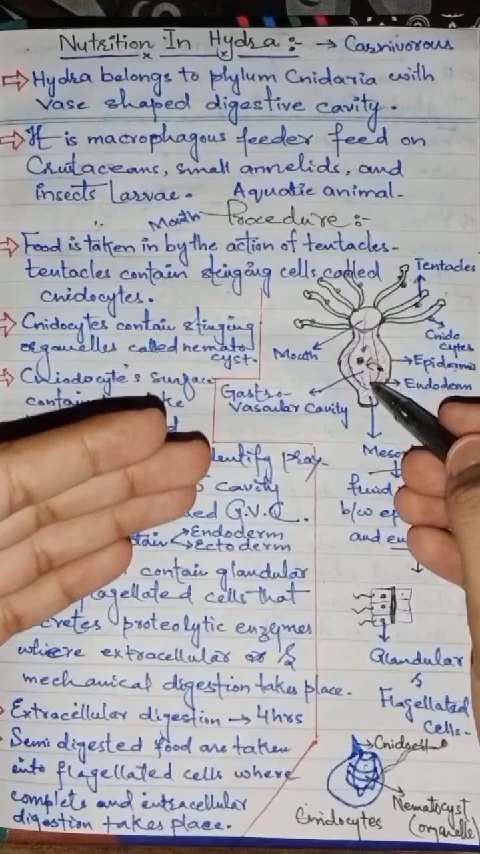 Nutrition In Hydra :- → Carnivorous
⇒ Hydra belongs to phylum Cnidaria with
vase shaped digestive cavity.
⇒ It is macrophagous feeder feed on
Crustaceans, small annelids, and
insects larvae. Aquatic animal.
Mouth Procedure :-
⇒ Food is taken in by the action of tentacles-
tentacles contain stinging cells called
cnidocytes.
⇒ Cnidocytes contain stinging
organelles called nemato
cyst.
surface
contain
Tentacles
Cnido
cytes
Mouth
Epidermis
Endoderm
Gastro-
Vascular Cavity
Meso
fluid
b/w ep
and en
identify pray-
cavity
G.V.C.
Endoderm
Ectoderm
contain glandular
flagellated cells that
secretes proteolytic enzymes
where extracellular or &
mechanical digestion takes place.
Extracellular digestion → 4hrs
Semi digested food are taken
into flagellated cells where
complete and intracellular
digestion takes place.
Glandular
&
Flagellated
Cells-
Nematocyst
(organelle)
Cnidocytes